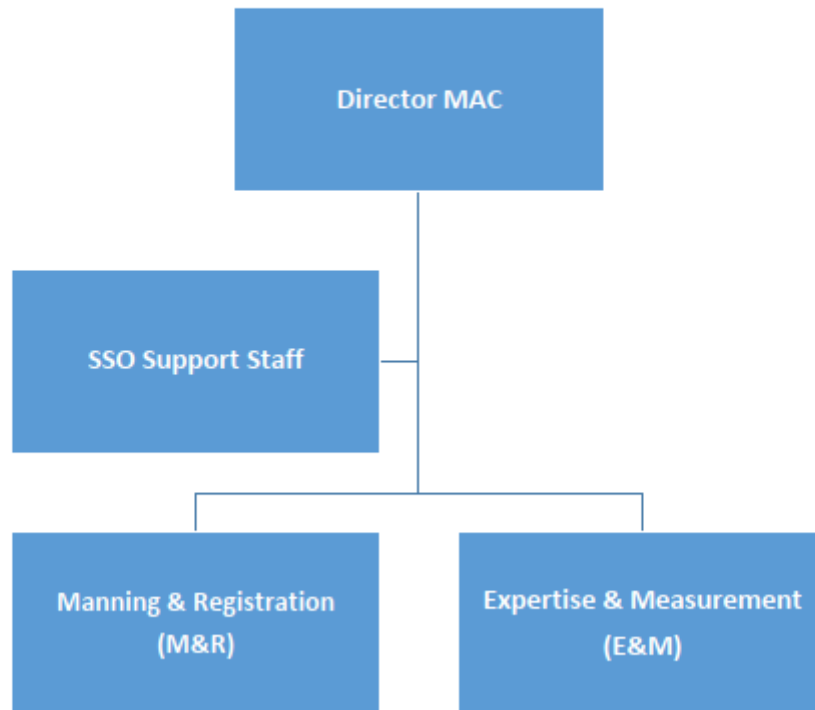 Director MAC
SSO Support Staff
Manning & Registration
(M&R)
Expertise & Measurement
(E&M)